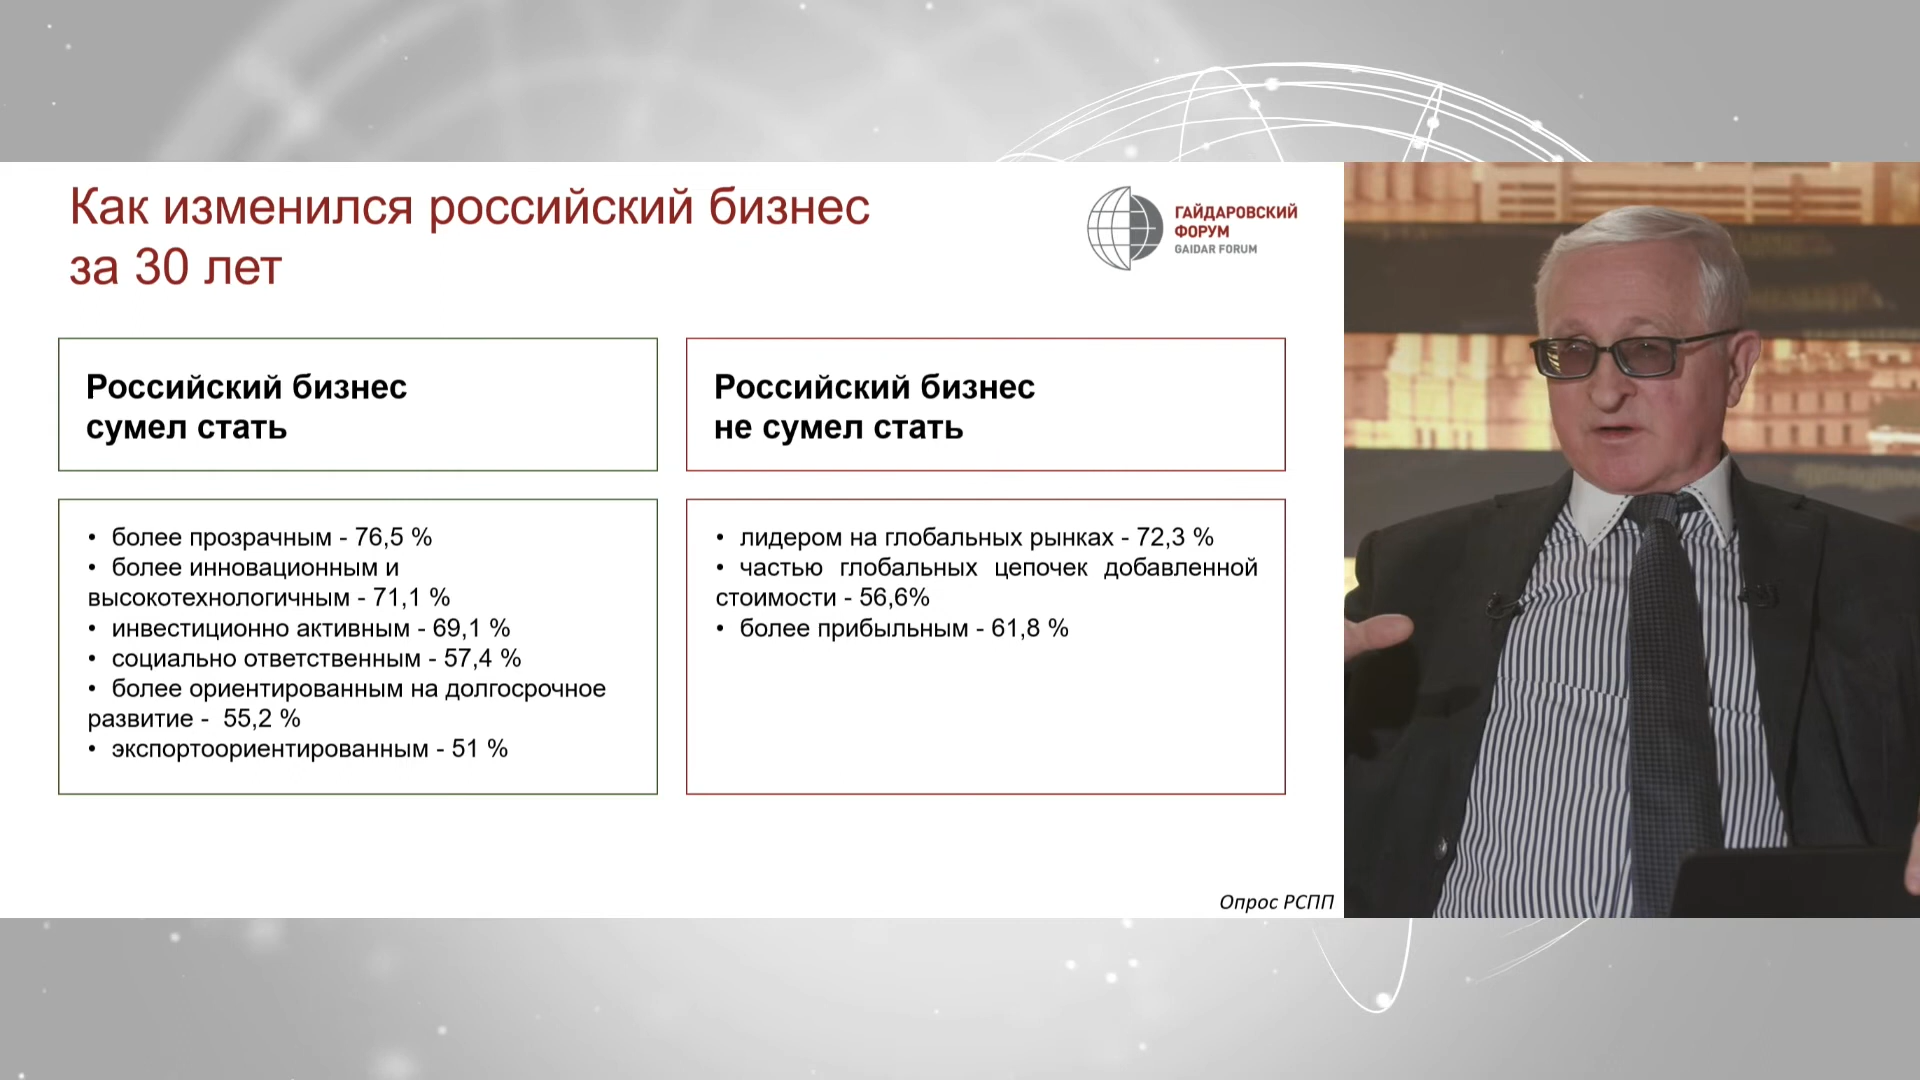 Как изменился российский бизнес
за 30 лет
ГАЙДАРОВСКИЙ
ФОРУМ
GAIDAR FORUM
Российский бизнес
сумел стать
Российский бизнес
не сумел стать
• более прозрачным - 76,5 %
• более инновационным и
высокотехнологичным - 71,1 %
• инвестиционно активным - 69,1 %
• социально ответственным - 57,4 %
• более ориентированным на долгосрочное
развитие -  55,2 %
• экспортоориентированным - 51 %
• лидером на глобальных рынках - 72,3 %
• частью глобальных цепочек добавленной
стоимости - 56,6%
• более прибыльным - 61,8 %
Опрос РСПП